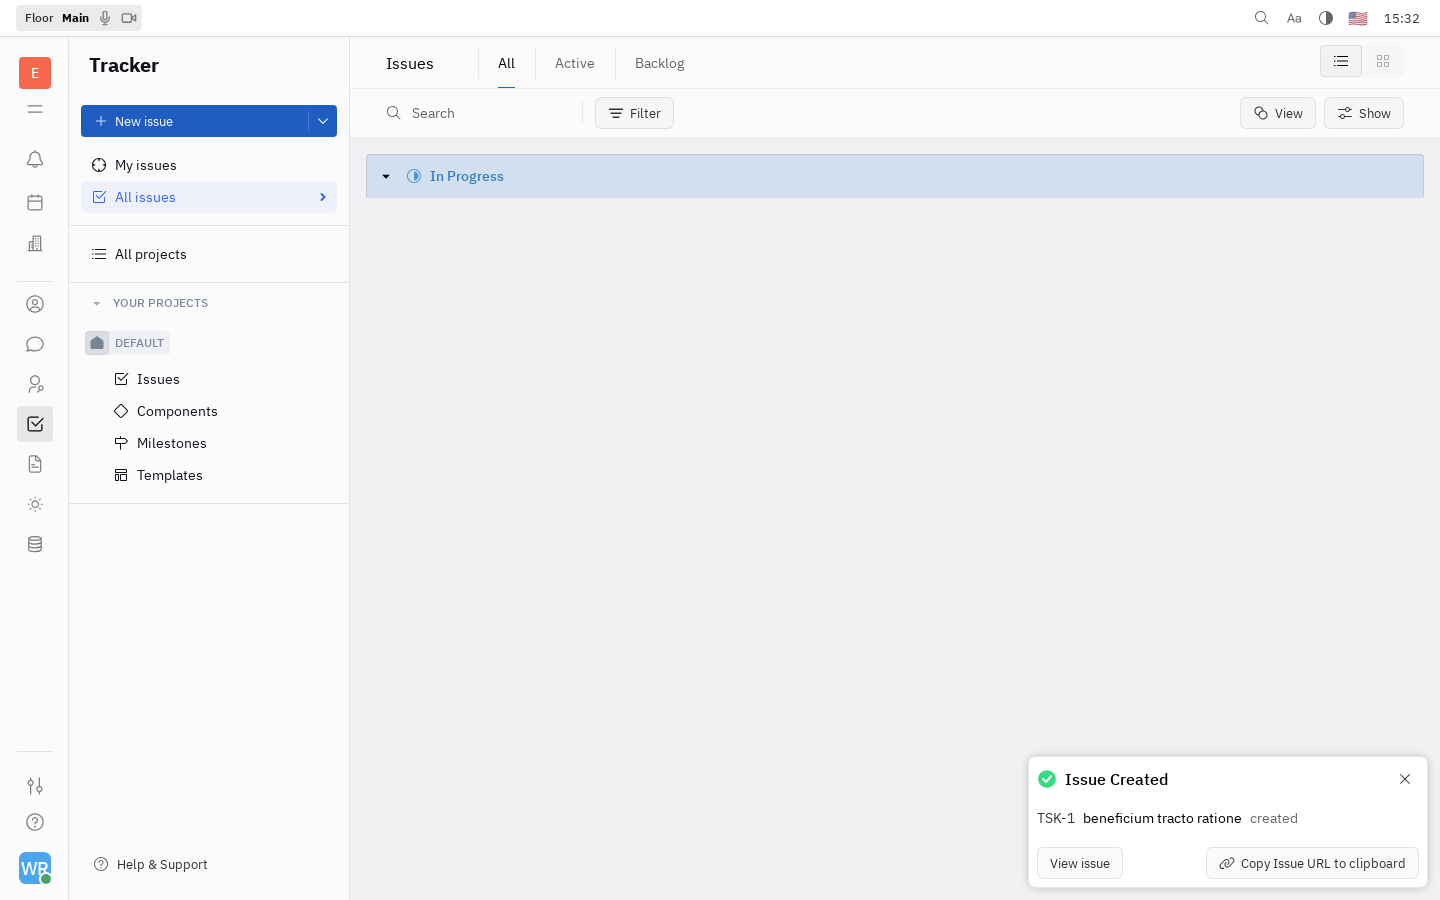 Floor Main
Aa
15:32
E
Tracker
New issue
My issues
All issues
All projects
YOUR PROJECTS
DEFAULT
Issues
Components
Milestones
Templates
Help & Support
WR
Issues
All
Active
Backlog
Search
Filter
View
Show
In Progress
Issue Created
TSK-1 beneficium tracto ratione created
View issue
Copy Issue URL to clipboard